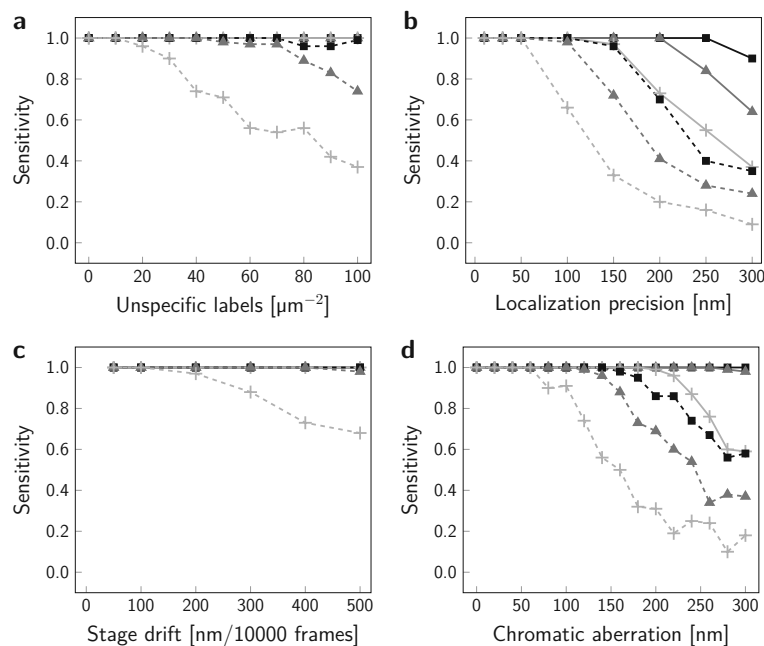 a
1.0
0.8
0.6
0.4
0.2
0.0
Sensitivity
0 20 40 60 80 100
Unspecific labels [µm−2]
b
1.0
0.8
0.6
0.4
0.2
0.0
Sensitivity
0 50 100 150 200 250 300
Localization precision [nm]
c
1.0
0.8
0.6
0.4
0.2
0.0
Sensitivity
0 100 200 300 400 500
Stage drift [nm/10000 frames]
d
1.0
0.8
0.6
0.4
0.2
0.0
Sensitivity
0 50 100 150 200 250 300
Chromatic aberration [nm]